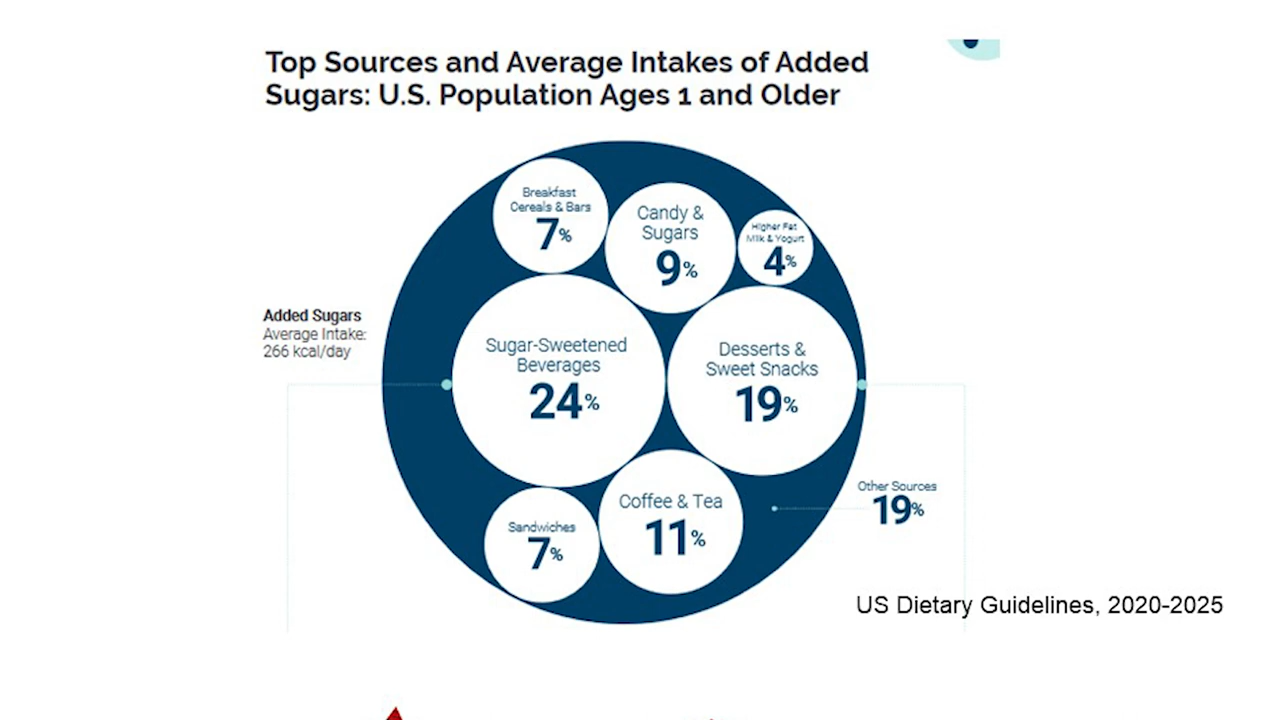 Top Sources and Average Intakes of Added
Sugars: U.S. Population Ages 1 and Older
Breakfast
Cereals & Bars
7%
Candy &
Sugars
9%
Higher Fat
Milk & Yogurt
4%
Added Sugars
Average Intake:
266 kcal/day
Sugar-Sweetened
Beverages
24%
Desserts &
Sweet Snacks
19%
Coffee & Tea
11%
Sandwiches
7%
Other Sources
19%
US Dietary Guidelines, 2020-2025